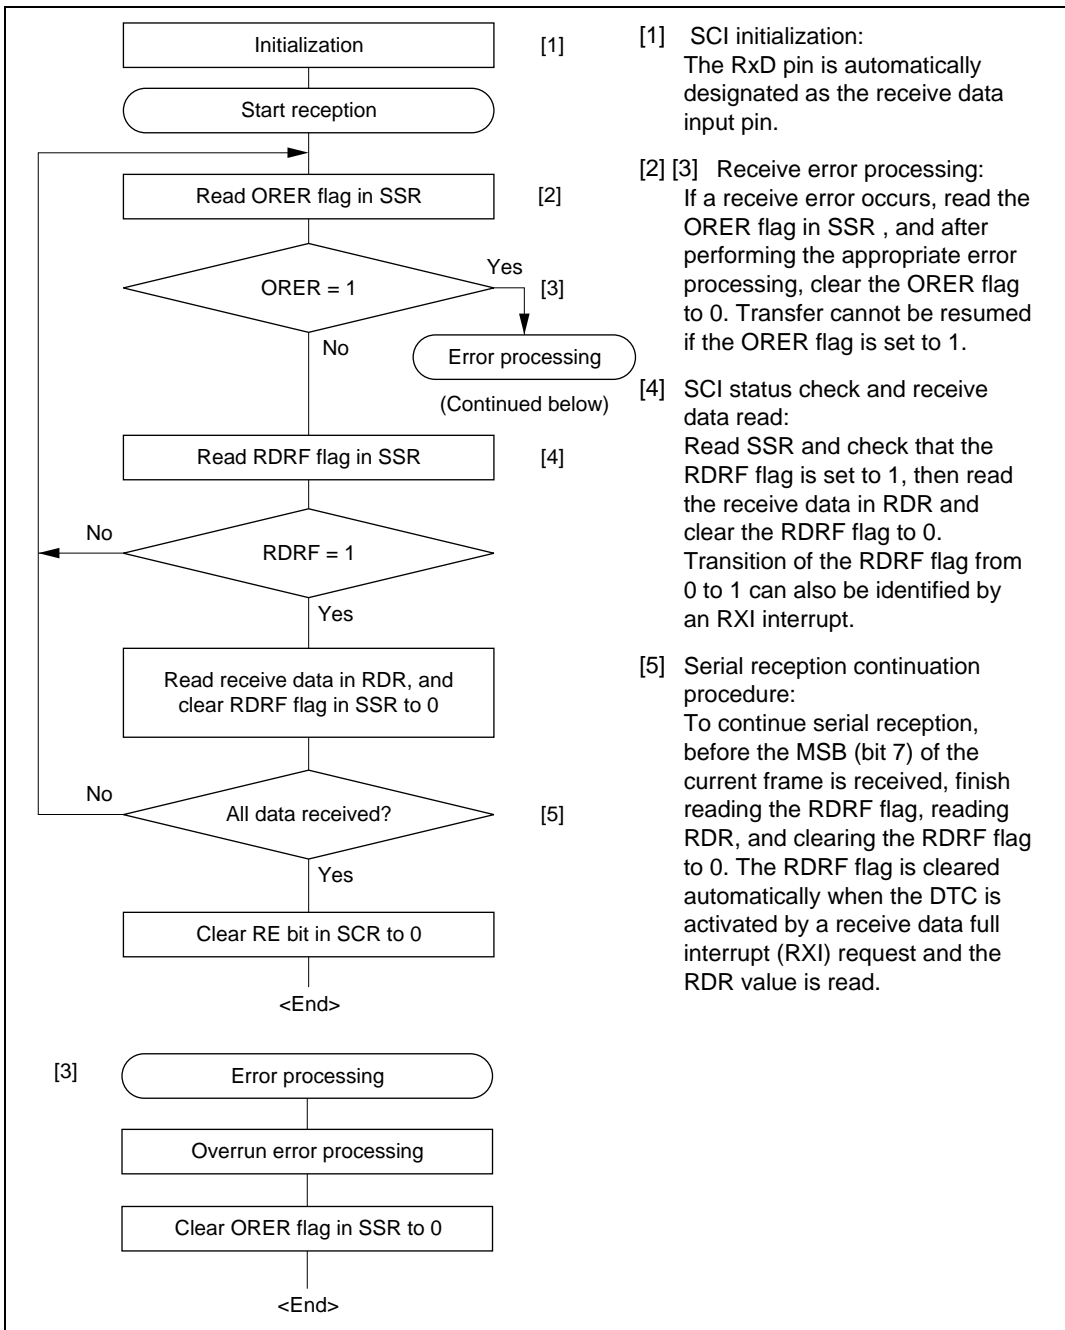 Initialization
[1]
Start reception
Read ORER flag in SSR
[2]
ORER = 1
Yes
[3]
No
Error processing
(Continued below)
Read RDRF flag in SSR
[4]
No
RDRF = 1
Yes
Read receive data in RDR, and
clear RDRF flag in SSR to 0
No
All data received?
[5]
Yes
Clear RE bit in SCR to 0
<End>
[3]
Error processing
Overrun error processing
Clear ORER flag in SSR to 0
<End>
[1] SCI initialization:
The RxD pin is automatically
designated as the receive data
input pin.
[2] [3] Receive error processing:
If a receive error occurs, read the
ORER flag in SSR , and after
performing the appropriate error
processing, clear the ORER flag
to 0. Transfer cannot be resumed
if the ORER flag is set to 1.
[4] SCI status check and receive
data read:
Read SSR and check that the
RDRF flag is set to 1, then read
the receive data in RDR and
clear the RDRF flag to 0.
Transition of the RDRF flag from
0 to 1 can also be identified by
an RXI interrupt.
[5] Serial reception continuation
procedure:
To continue serial reception,
before the MSB (bit 7) of the
current frame is received, finish
reading the RDRF flag, reading
RDR, and clearing the RDRF flag
to 0. The RDRF flag is cleared
automatically when the DTC is
activated by a receive data full
interrupt (RXI) request and the
RDR value is read.